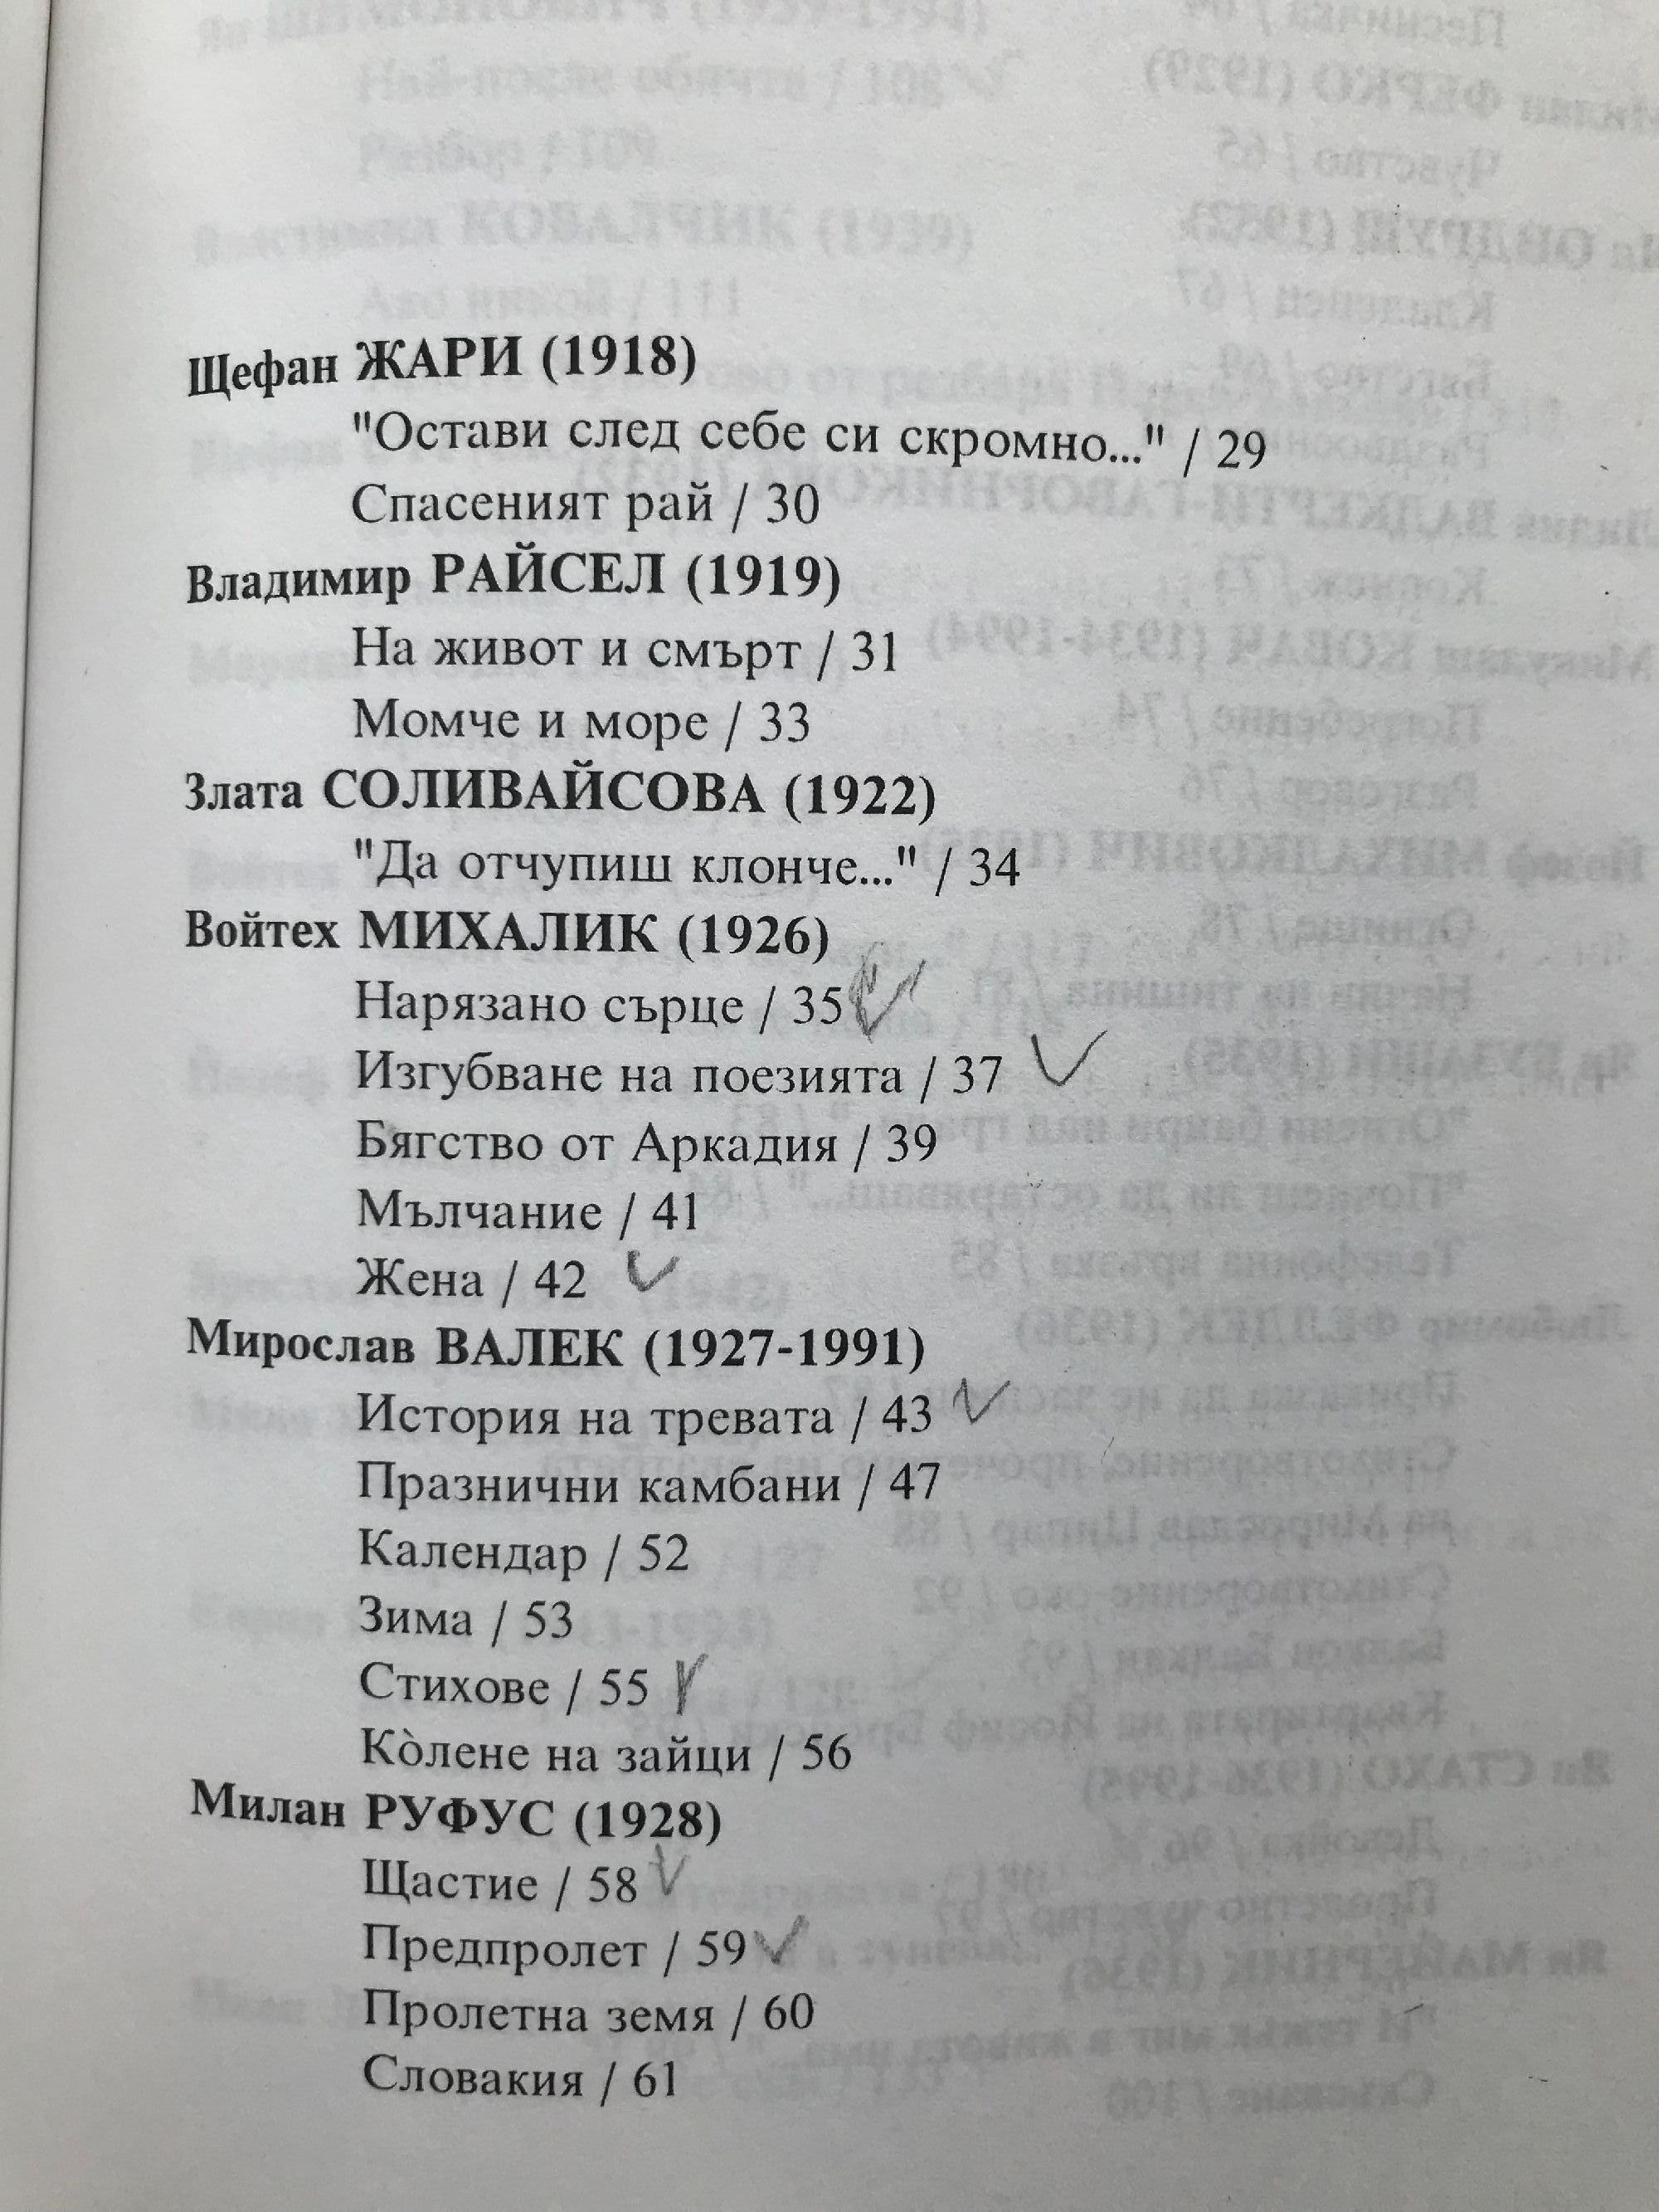 Щефан ЖАРИ (1918)
"Остави след себе си скромно..." / 29
Спасеният рай / 30
Владимир РАЙСЕЛ (1919)
На живот и смърт / 31
Момче и море / 33
Злата СОЛИВАЙСОВА (1922)
"Да отчупиш клонче..." / 34
Войтех МИХАЛИК (1926)
Нарязано сърце / 35
Изгубване на поезията / 37
Бягство от Аркадия / 39
Мълчание / 41
Жена / 42
Мирослав ВАЛЕК (1927-1991)
История на тревата / 43
Празнични камбани / 47
Календар / 52
Зима / 53
Стихове / 55
Ко̀лене на зайци / 56
Милан РУФУС (1928)
Щастие / 58
Предпролет / 59
Пролетна земя / 60
Словакия / 61